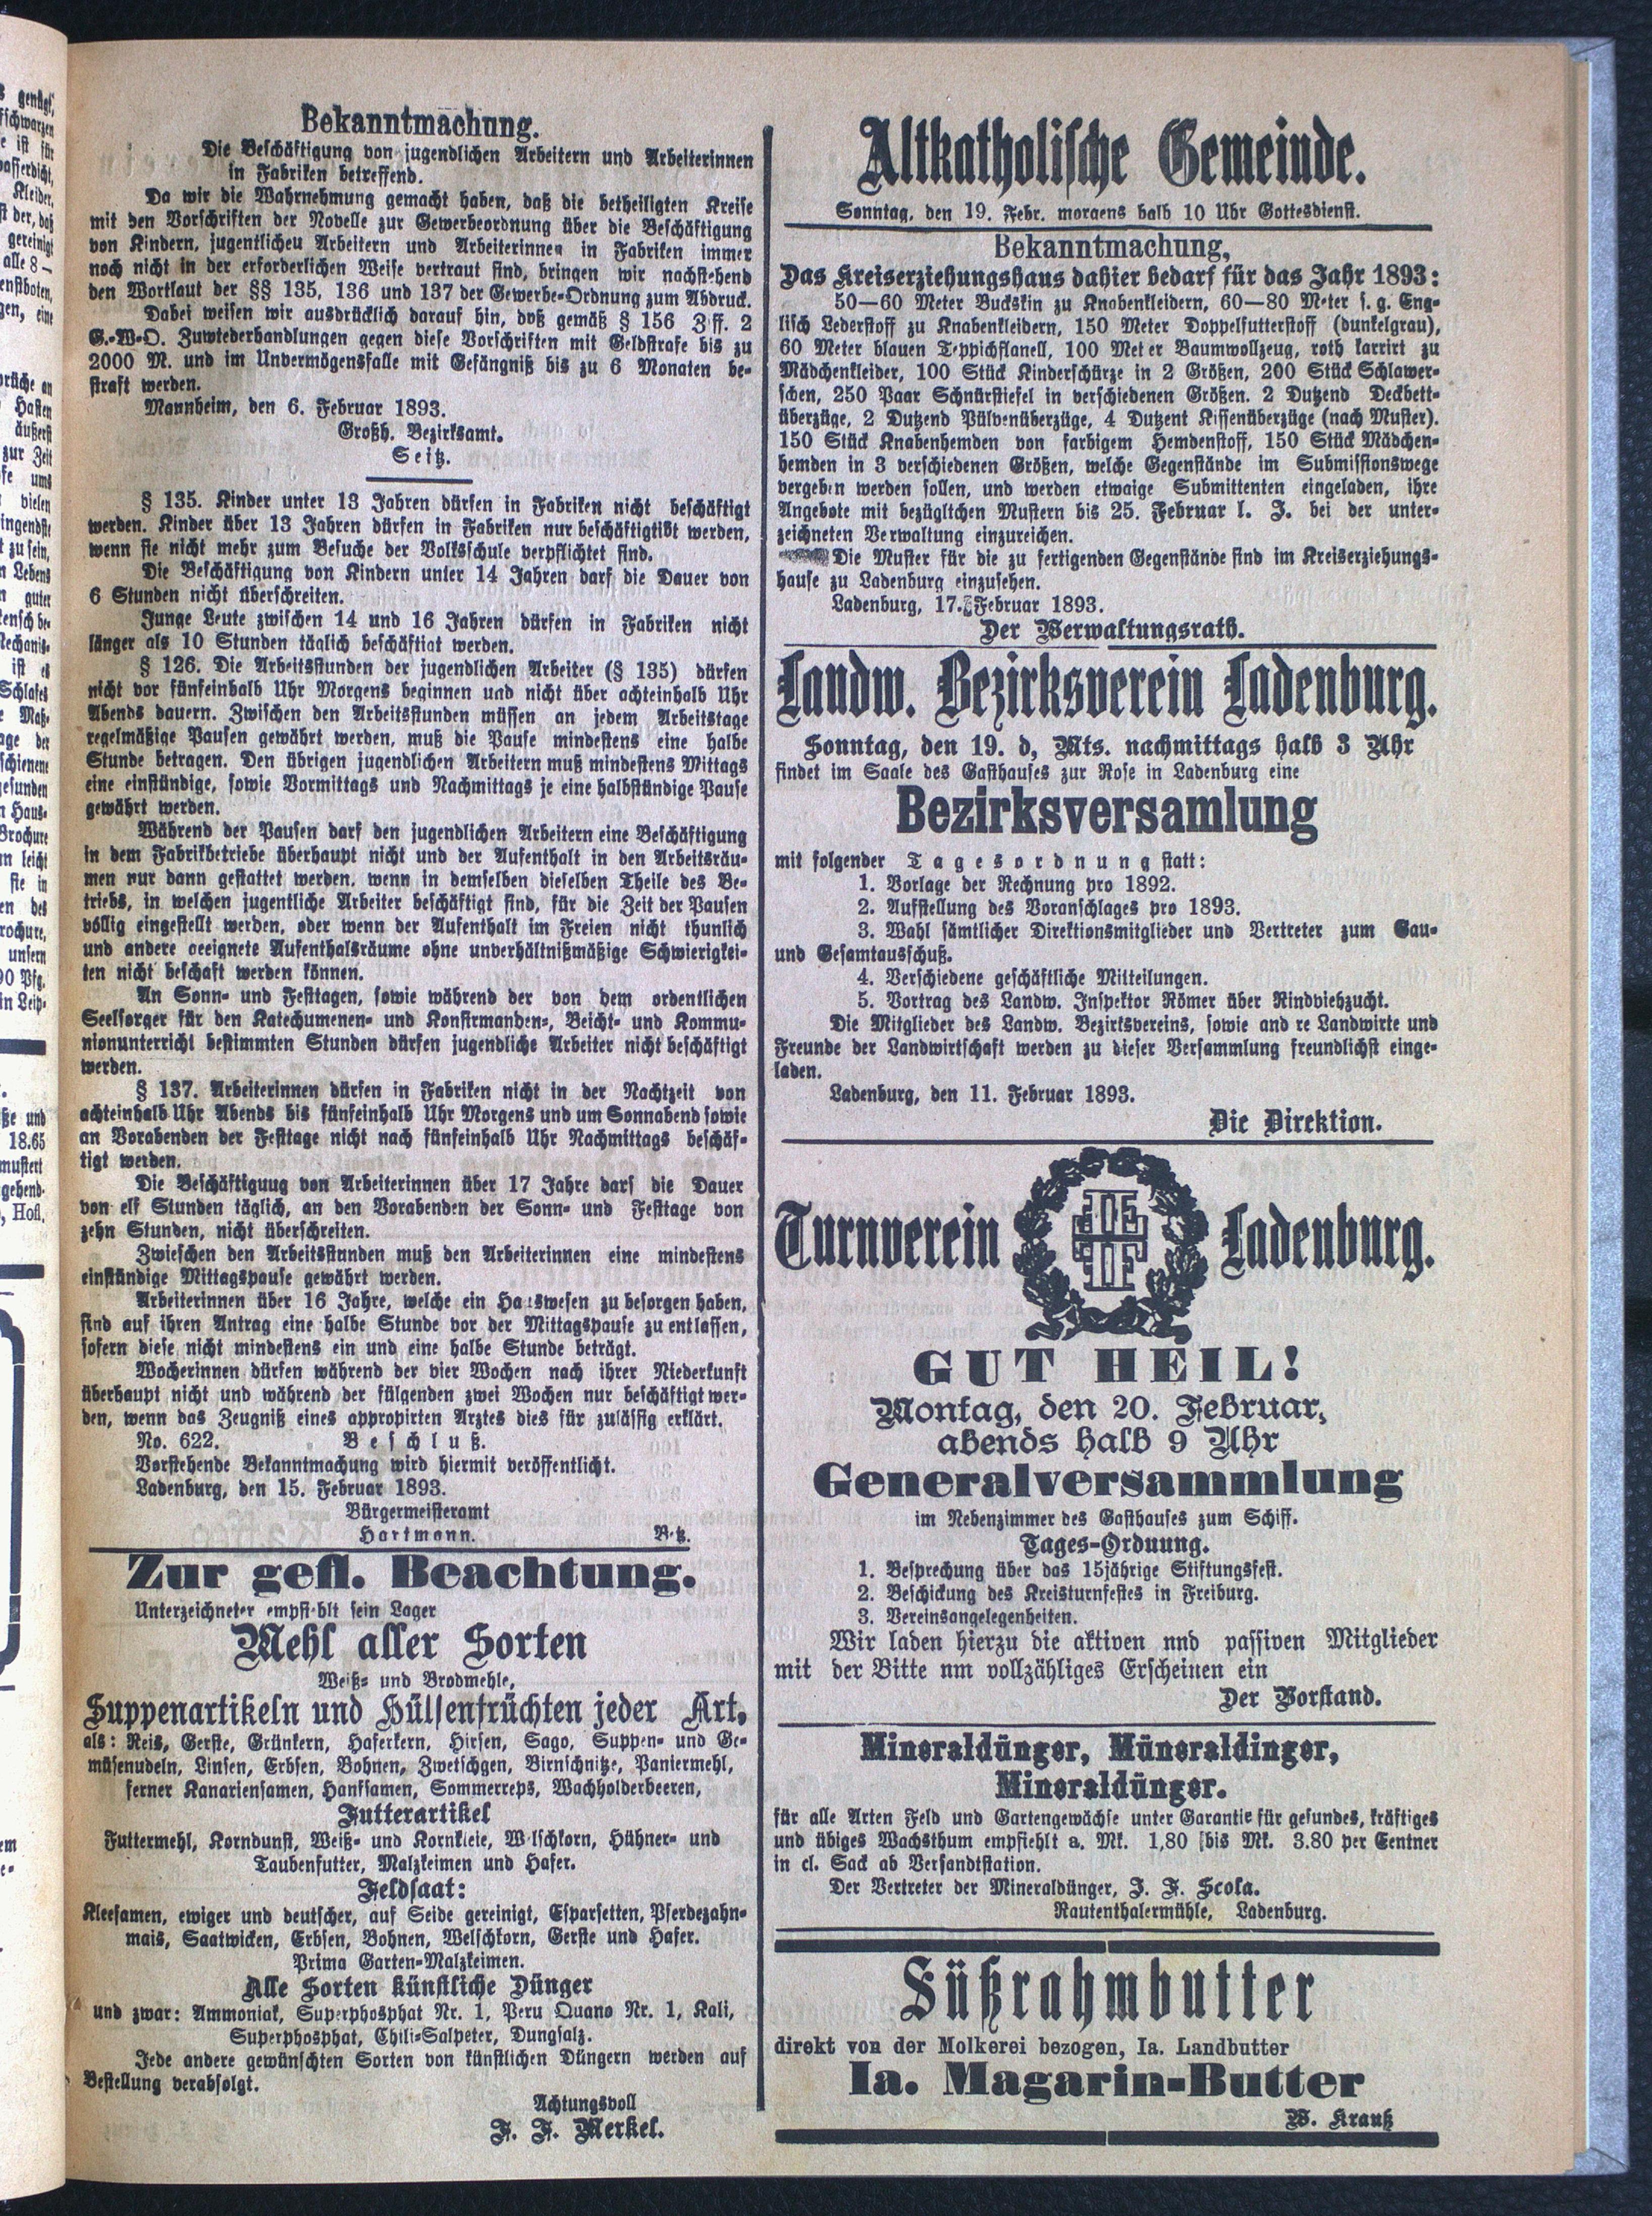 Bekanntmachung.
Die Beschäftigung von jugendlichen Arbeitern und Arbeiterinnen
in Fabriken betreffend.
Da wir die Wahrnehmung gemacht haben, daß die betheiligten Kreise
mit den Vorschriften der Novelle zur Gewerbeordnung über die Beschäftigung
von Kindern, jugentlicheu Arbeitern und Arbeiterinnen in Fabriken immer
noch nicht in der erforderlichen Weise vertraut sind, bringen wir nachstehend
den Wortlaut der §§ 135, 136 und 137 der Gewerbe-Ordnung zum Abdruck.
Dabei weisen wir ausdrücklich darauf hin, daß gemäß § 156 Ziff. 2
G.-W-O. Zuwiederhandlungen gegen diese Vorschriften mit Geldstrafe bis zu
2000 M. und im Unvermögensfalle mit Gefängniß bis zu 6 Monaten be-
straft werden.
Mannheim, den 6. Februar 1893.
Großh. Bezirksamt.
Seitz.
§ 135. Kinder unter 13 Jahren dürfen in Fabriken nicht beschäftigt
werden. Kinder über 13 Jahren dürfen in Fabriken nur beschäftigtidt werden,
wenn sie nicht mehr zum Besuche der Volksschule verpflichtet sind.
Die Beschäftigung von Kindern unter 14 Jahren darf die Dauer von
6 Stunden nicht überschreiten.
Junge Leute zwischen 14 und 16 Jahren dürfen in Fabriken nicht
länger als 10 Stunden täglich beschäftigt werden.
§ 126. Die Arbeitsstunden der jugendlichen Arbeiter (§ 135) dürfen
nicht vor fünfeinhalb Uhr Morgens beginnen und nicht über achteinhalb Uhr
Abends dauern. Zwischen den Arbeitsstunden müssen an jedem Arbeitstage
regelmäßige Pausen gewährt werden, muß die Pause mindestens eine halbe
Stunde betragen. Den übrigen jugendlichen Arbeitern muß mindestens Mittags
eine einstündige, sowie Vormittags und Nachmittags je eine halbstündige Pause
gewährt werden.
Während der Pausen darf den jugendlichen Arbeitern eine Beschäftigung
in dem Fabrikbetriebe überhaupt nicht und der Aufenthalt in den Arbeitsräu-
men nur dann gestattet werden, wenn in demselben dieselben Theile des Be-
triebs, in welchen jugentliche Arbeiter beschäftigt sind, für die Zeit der Pausen
völlig eingestellt werden, oder wenn der Aufenthalt im Freien nicht thunlich
und andere geeignete Aufenthalsräume ohne unverhältnißmäßige Schwierigkei-
ten nicht beschaft werden können.
An Sonn- und Festtagen, sowie während der von dem ordentlichen
Seelsorger für den Katechumenen- und Konfirmanden-, Beicht- und Kommu-
nionunterricht bestimmten Stunden dürfen jugendliche Arbeiter nicht beschäftigt
werden.
§ 137. Arbeiterinnen dürfen in Fabriken nicht in der Nachtzeit von
achteinhalb Uhr Abends bis fünfeinhalb Uhr Morgens und um Sonnabend sowie
an Vorabenden der Festtage nicht nach fünfeinhalb Uhr Nachmittags beschäf-
tigt werden.
Die Beschäftiguug von Arbeiterinnen über 17 Jahre darf die Dauer
von elf Stunden täglich, an den Vorabenden der Sonn- und Festtage von
zehn Stunden, nicht überschreiten.
Zwieschen den Arbeitsstunden muß den Arbeiterinnen eine mindestens
einstündige Mittagspause gewährt werden.
Arbeiterinnen über 16 Jahre, welche ein Hauswesen zu besorgen haben,
sind auf ihren Antrag eine halbe Stunde vor der Mittagspause zu entlassen,
sofern diese nicht mindestens ein und eine halbe Stunde beträgt.
Wocherinnen dürfen während der vier Wochen nach ihrer Niederkunft
überhaupt nicht und während der fülgenden zwei Wochen nur beschäftigt wer-
den, wenn das Zeugniß eines appropirten Arztes dies für zulässig erklärt.
No. 622. Beschluß.
Vorstehende Bekanntmachung wird hiermit veröffentlicht.
Ladenburg, den 15. Februar 1893.
Bürgermeisteramt
Hartmann.
Zur gefl. Beachtung.
Unterzeichneter empfiehlt sein Lager
Mehl aller Sorten
Weiß- und Brodmehle,
Suppenartikeln und Hülsenfrüchten jeder Art,
als: Reis, Gerste, Grünkern, Haferkern, Hirsen, Sago, Suppen- und Ge-
müsenudeln, Linsen, Erbsen, Bohnen, Zwetschgen, Birnschnitze, Paniermehl,
ferner Kanariensamen, Hanfsamen, Sommerreps, Wachholderbeeren,
Futterartikel
Futtermehl, Korndunst, Weiß- und Kornkleie, Welschkorn, Hühner- und
Taubenfutter, Malzkeimen und Hafer.
Feldsaat:
Kleesamen, ewiger und deutscher, auf Seide gereinigt, Esparsetten, Pferdezahn-
mais, Saatwicken, Erbsen, Bohnen, Welschkorn, Gerste und Hafer.
Prima Garten-Malzkeimen.
Alle Sorten künstliche Dünger
und zwar: Ammoniak, Superphosphat Nr. 1, Peru Quano Nr. 1, Kali,
Superphosphat, Chili-Salpeter, Dungsalz.
Jede andere gewünschten Sorten von künstlichen Düngern werden auf
Bestellung verabfolgt.
Achtungsvoll
F. F. Merkel.
Altkatholische Gemeinde.
Sonntag, den 19. Febr. morgens halb 10 Uhr Gottesdienst.
Bekanntmachung,
Das Kreiserziehungshaus dahier bedarf für das Jahr 1893:
50—60 Meter Buckskin zu Knabenkleidern, 60—80 Meter s. g. Eng-
lisch Lederstoff zu Knabenkleidern, 150 Meter Doppelfutterstoff (dunkelgrau),
60 Meter blauen Teppichflanell, 100 Meter Baumwollzeug, roth karrirt zu
Mädchenkleider, 100 Stück Kinderschürze in 2 Größen, 200 Stück Schlawer-
schen, 250 Paar Schnürstiefel in verschiedenen Größen. 2 Dutzend Deckbett-
überzüge, 2 Dutzend Pülvenüberzüge, 4 Dutzent Kissenüberzüge (nach Muster).
150 Stück Knabenhemden von farbigem Hemdenstoff, 150 Stück Mädchen-
hemden in 3 verschiedenen Größen, welche Gegenstände im Submissionswege
vergeben werden sollen, und werden etwaige Submittenten eingeladen, ihre
Angebote mit bezüglichen Mustern bis 25. Februar l. J. bei der unter-
zeichneten Verwaltung einzureichen.
Die Muster für die zu fertigenden Gegenstände sind im Kreiserziehungs-
hause zu Ladenburg einzusehen.
Ladenburg, 17. Februar 1893.
Der Verwaltungsrath.
Landw. Bezirksverein Ladenburg.
Sonntag, den 19. d, Mts. nachmittags halb 3 Uhr
findet im Saale des Gasthauses zur Rose in Ladenburg eine
Bezirksversamlung
mit folgender Tagesordnung statt:
1. Vorlage der Rechnung pro 1892.
2. Aufstellung des Voranschlages pro 1893.
3. Wahl sämtlicher Direktionsmitglieder und Vertreter zum Gau-
und Gesamtausschuß.
4. Verschiedene geschäftliche Mitteilungen.
5. Vortrag des Landw. Inspektor Römer über Rindviehzucht.
Die Mitglieder des Landw. Bezirksvereins, sowie and re Landwirte und
Freunde der Landwirtschaft werden zu dieser Versammlung freundlichst einge-
laden.
Ladenburg, den 11. Februar 1893.
Die Direktion.
Turnverein Ladenburg.
GUT HEIL!
Montag, den 20. Februar,
abends halb 9 Uhr
Generalversammlung
im Nebenzimmer des Gasthauses zum Schiff.
Tages-Ordnung.
1. Besprechung über das 15jährige Stiftungsfest.
2. Beschickung des Kreisturnfestes in Freiburg.
3. Vereinsangelegenheiten.
Wir laden hierzu die aktiven nnd passiven Mitglieder
mit der Bitte nm vollzähliges Erscheinen ein
Der Vorstand.
Mineraldünger, Müneraldinger,
Mineraldünger.
für alle Arten Feld und Gartengewächse unter Garantie für gesundes, kräftiges
und übiges Wachsthum empfiehlt a. Mk. 1,80 bis Mk. 3.80 per Centner
in cl. Sack ab Versandtstation.
Der Vertreter der Mineraldünger, J. F. Scola.
Rautenthalermühle, Ladenburg.
Süßrahmbutter
direkt von der Molkerei bezogen, Ia. Landbutter
Ia. Magarin-Butter
W. Krauß